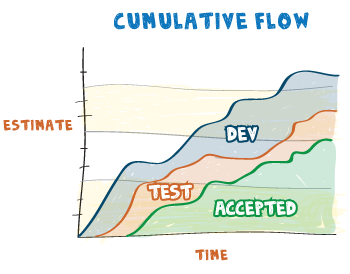 CUMULATIVE FLOW
ESTIMATE
DEV
TEST
ACCEPTED
TIME